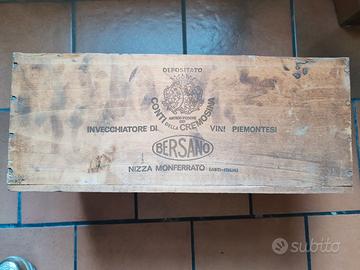 DEPOSITATO
CONTI DELLA CREMOSINA
INVECCHIATORE DI VINI PIEMONTESI
BERSANO
NIZZA MONFERRATO
subito